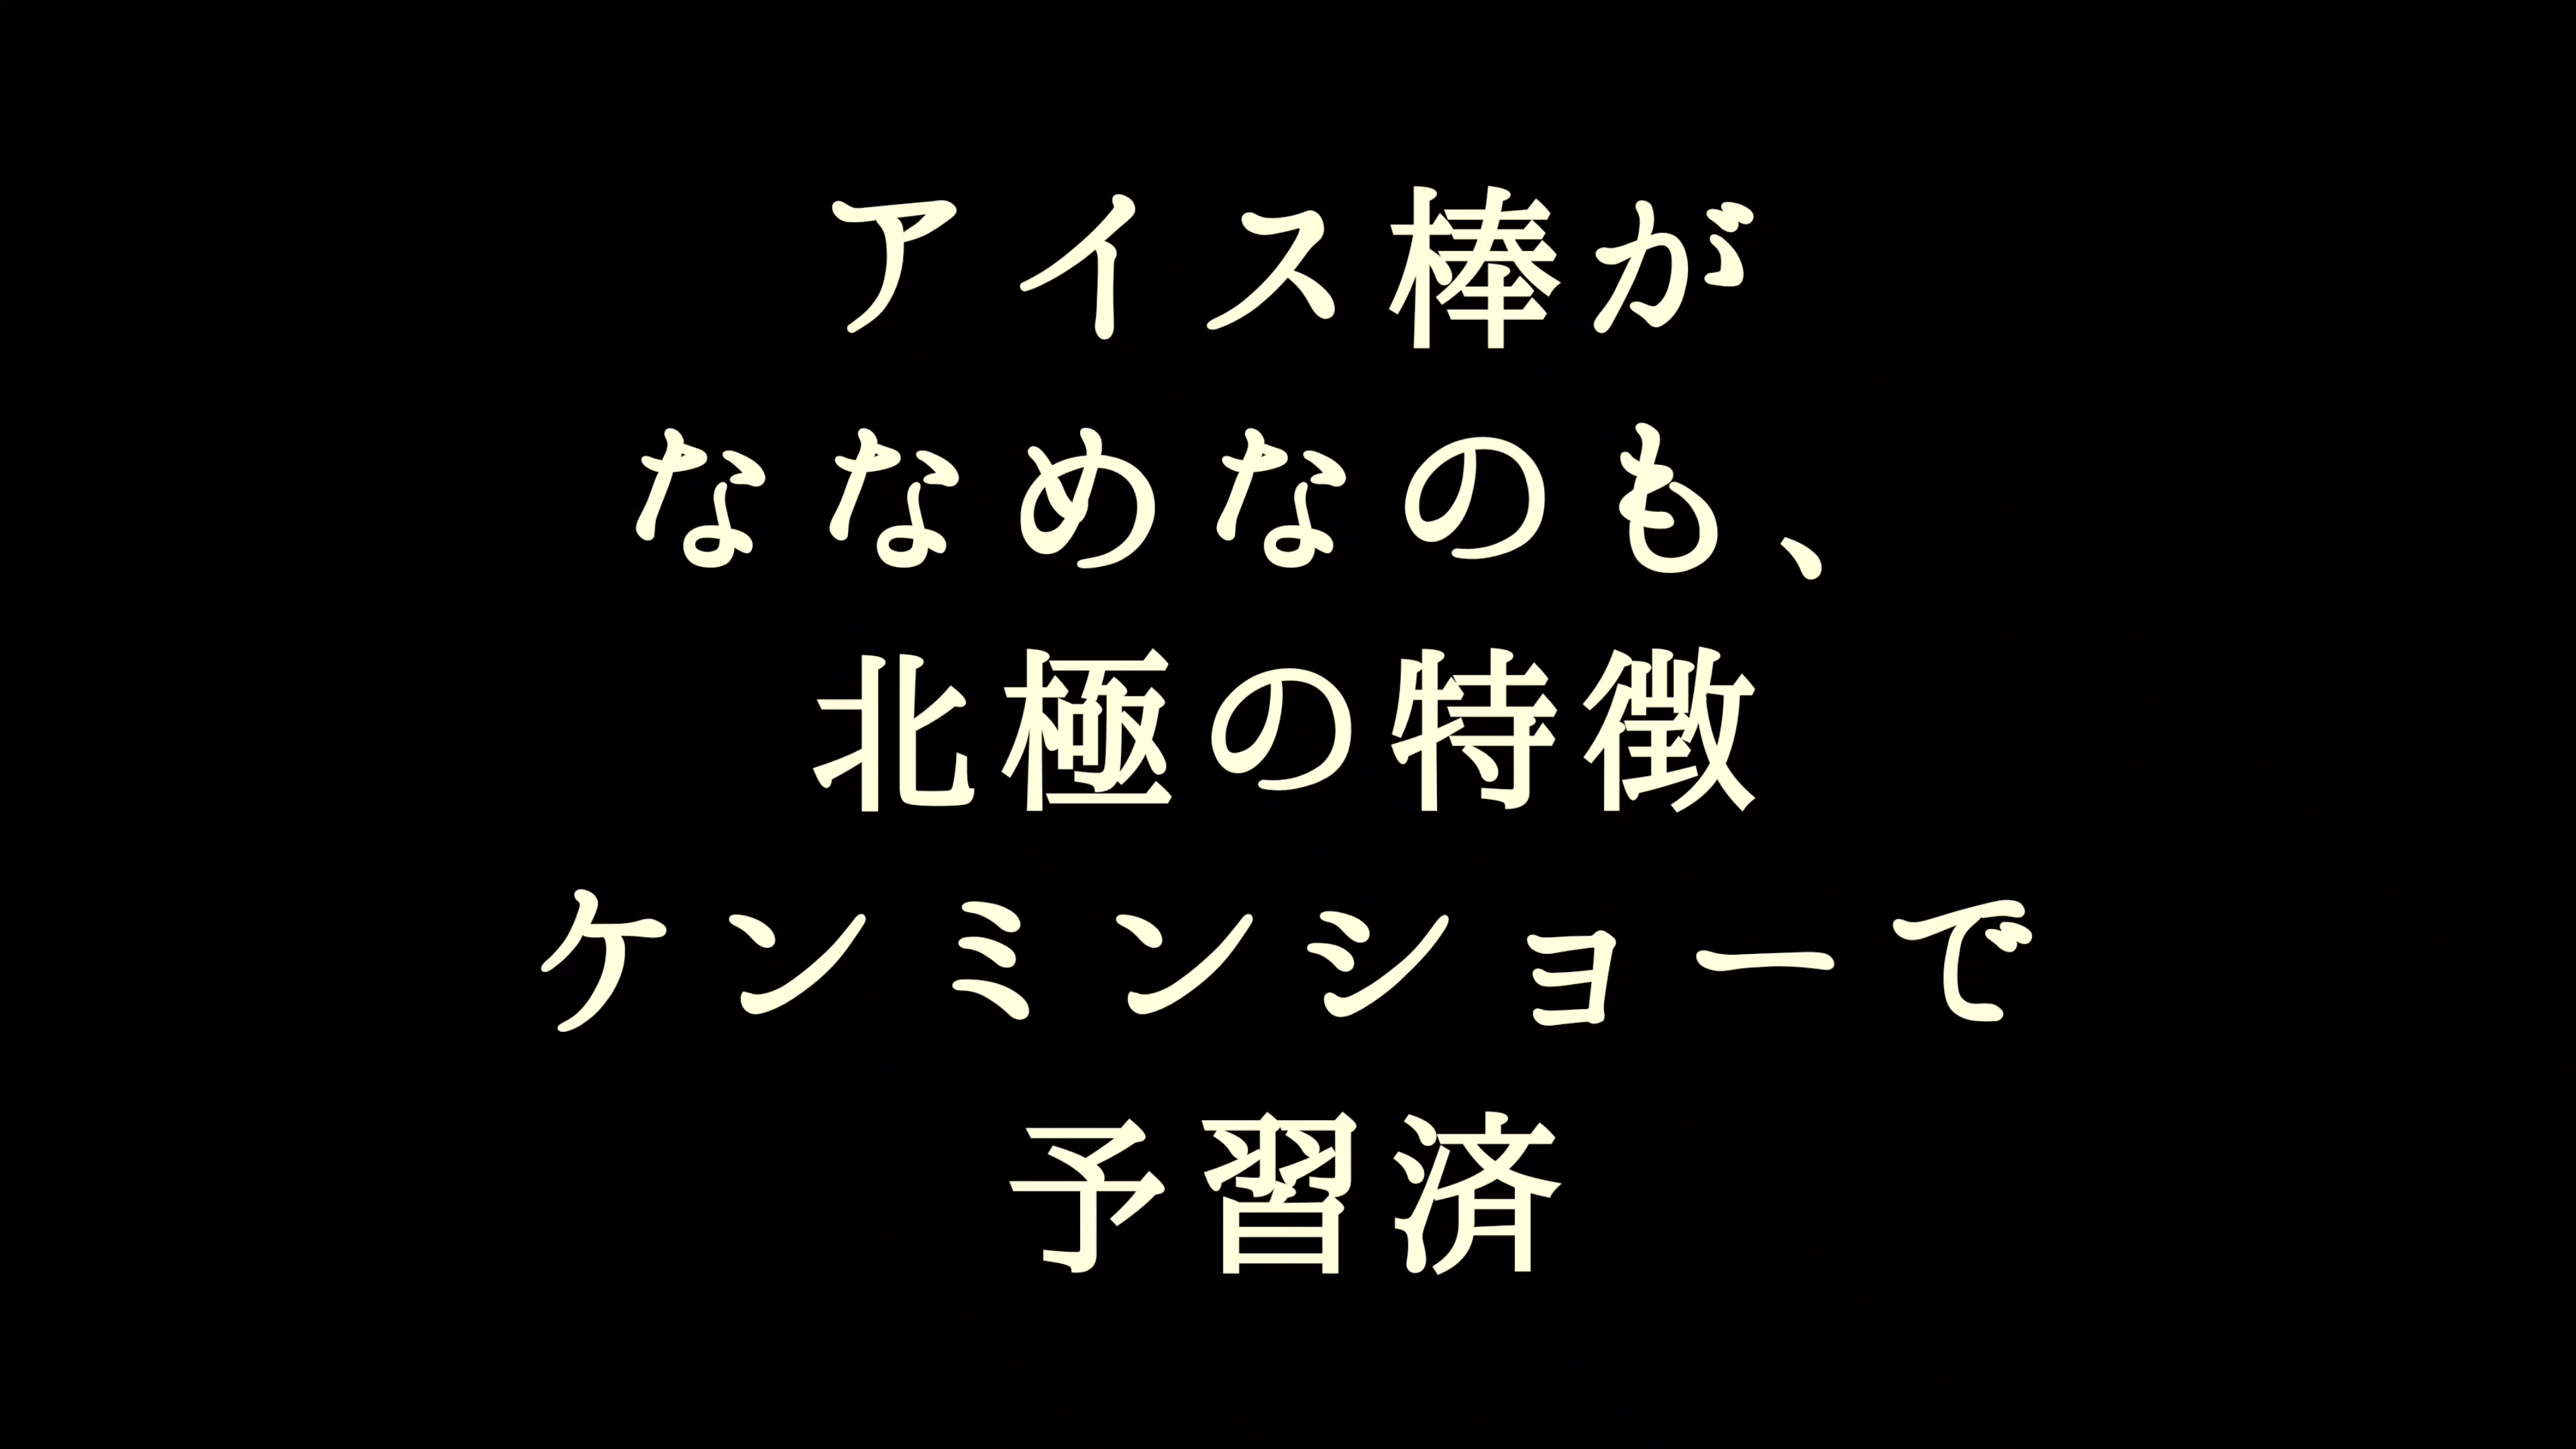 アイス棒が
ななめなのも、
北極の特徴
ケンミンショーで
予習済